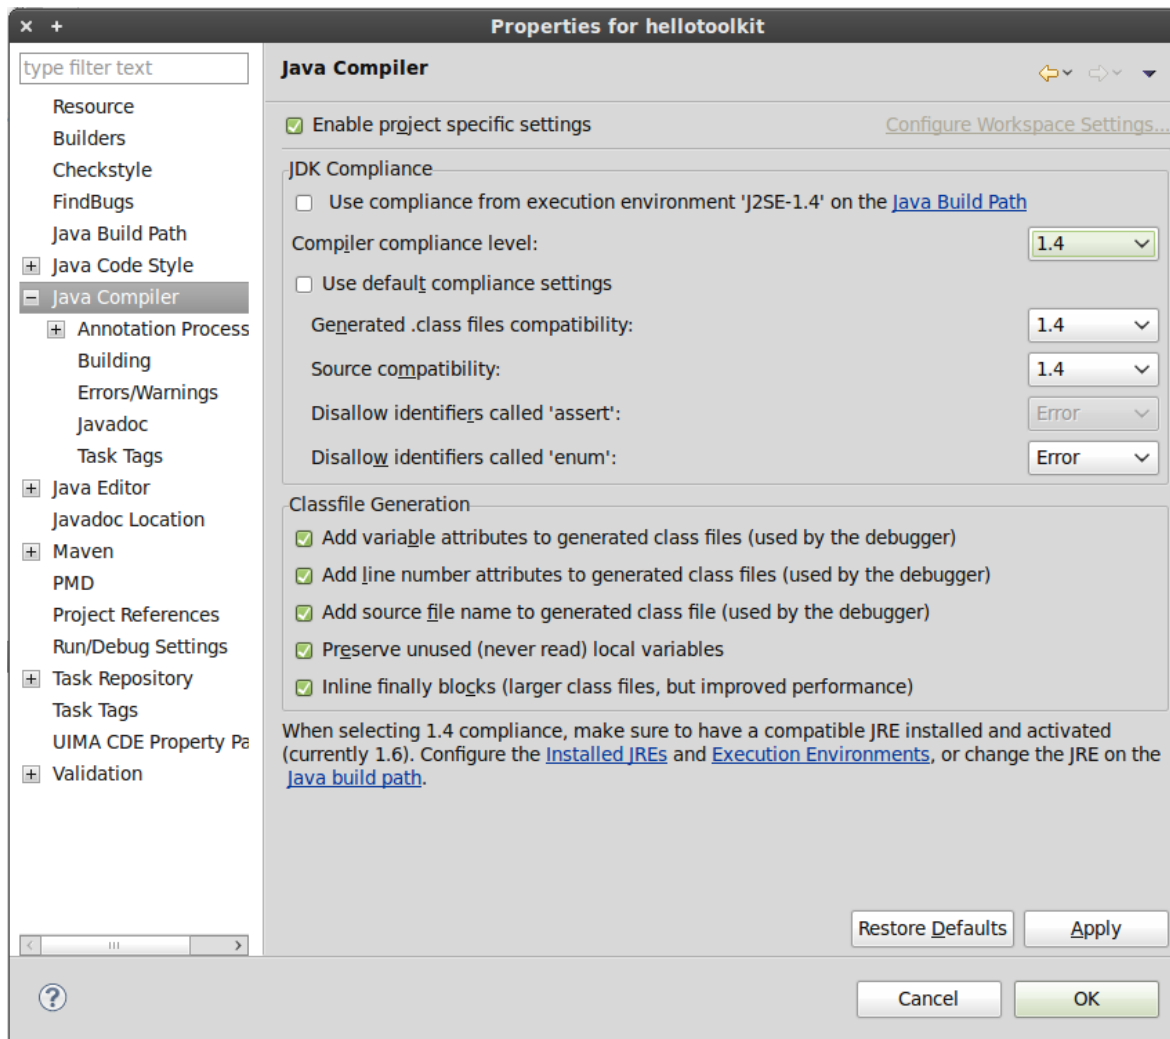 Properties for hellotoolkit
type filter text
Resource
Builders
Checkstyle
FindBugs
Java Build Path
Java Code Style
Java Compiler
Annotation Process
Building
Errors/Warnings
Javadoc
Task Tags
Java Editor
Javadoc Location
Maven
PMD
Project References
Run/Debug Settings
Task Repository
Task Tags
UIMA CDE Property Pa
Validation
Java Compiler
Enable project specific settings
Configure Workspace Settings...
JDK Compliance
Use compliance from execution environment 'J2SE-1.4' on the Java Build Path
Compiler compliance level: 1.4
Use default compliance settings
Generated .class files compatibility: 1.4
Source compatibility: 1.4
Disallow identifiers called 'assert': Error
Disallow identifiers called 'enum': Error
Classfile Generation
Add variable attributes to generated class files (used by the debugger)
Add line number attributes to generated class files (used by the debugger)
Add source file name to generated class file (used by the debugger)
Preserve unused (never read) local variables
Inline finally blocks (larger class files, but improved performance)
When selecting 1.4 compliance, make sure to have a compatible JRE installed and activated
(currently 1.6). Configure the Installed JREs and Execution Environments, or change the JRE on the
Java build path.
Restore Defaults
Apply
Cancel
OK